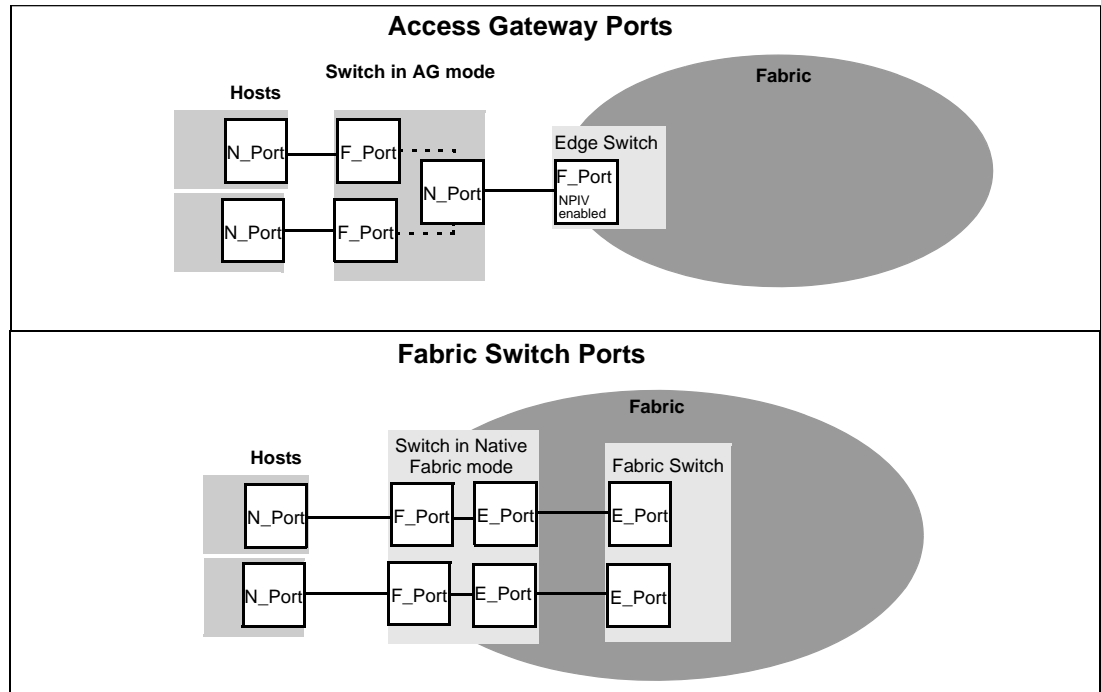 Access Gateway Ports
Switch in AG mode
Hosts
Fabric
Edge Switch
N_Port
F_Port
N_Port
F_Port
NPIV
enabled
N_Port
F_Port
Fabric Switch Ports
Fabric
Hosts
Switch in Native
Fabric mode
Fabric Switch
N_Port
F_Port
E_Port
E_Port
N_Port
F_Port
E_Port
E_Port